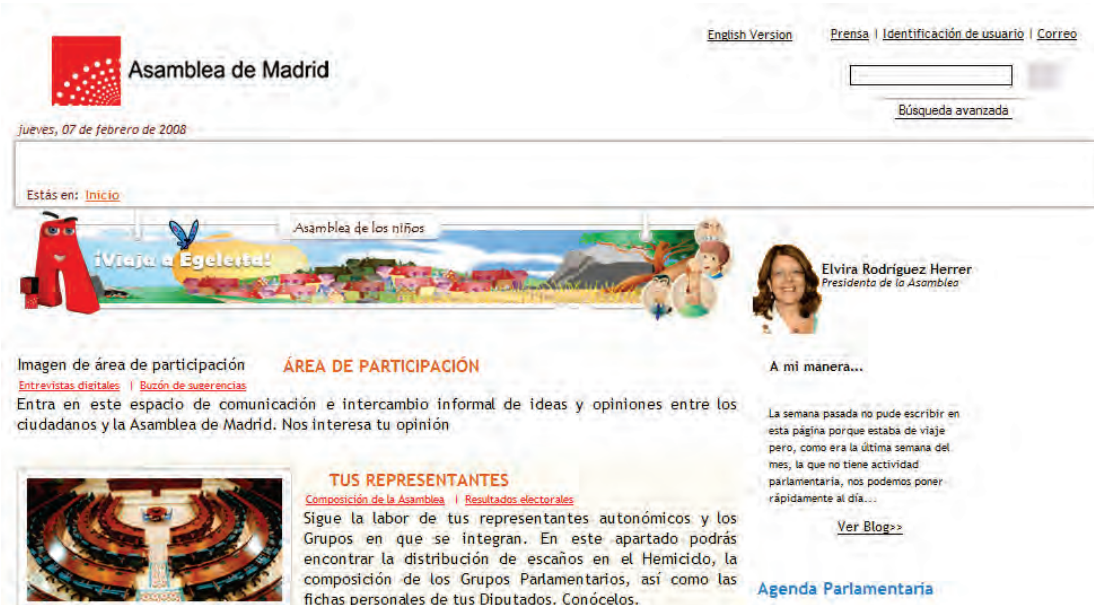 English Version
Prensa | Identificación de usuario | Correo
Asamblea de Madrid
Búsqueda avanzada
jueves, 07 de febrero de 2008
Estás en: Inicio
Asamblea de los niños
¡Viaja a Egelesta!
Elvira Rodríguez Herrer
Presidenta de la Asamblea
Imagen de área de participación
ÁREA DE PARTICIPACIÓN
Entrevistas digitales | Buzón de sugerencias
Entra en este espacio de comunicación e intercambio informal de ideas y opiniones entre los
ciudadanos y la Asamblea de Madrid. Nos interesa tu opinión
TUS REPRESENTANTES
Composición de la Asamblea | Resultados electorales
Sigue la labor de tus representantes autonómicos y los
Grupos en que se integran. En este apartado podrás
encontrar la distribución de escaños en el Hemiciclo, la
composición de los Grupos Parlamentarios, así como las
fichas personales de tus Diputados. Conócelos.
A mi manera...
La semana pasada no pude escribir en
esta página porque estaba de viaje
pero, como era la última semana del
mes, la que no tiene actividad
parlamentaria, nos podemos poner
rápidamente al día...
Ver Blog>>
Agenda Parlamentaria